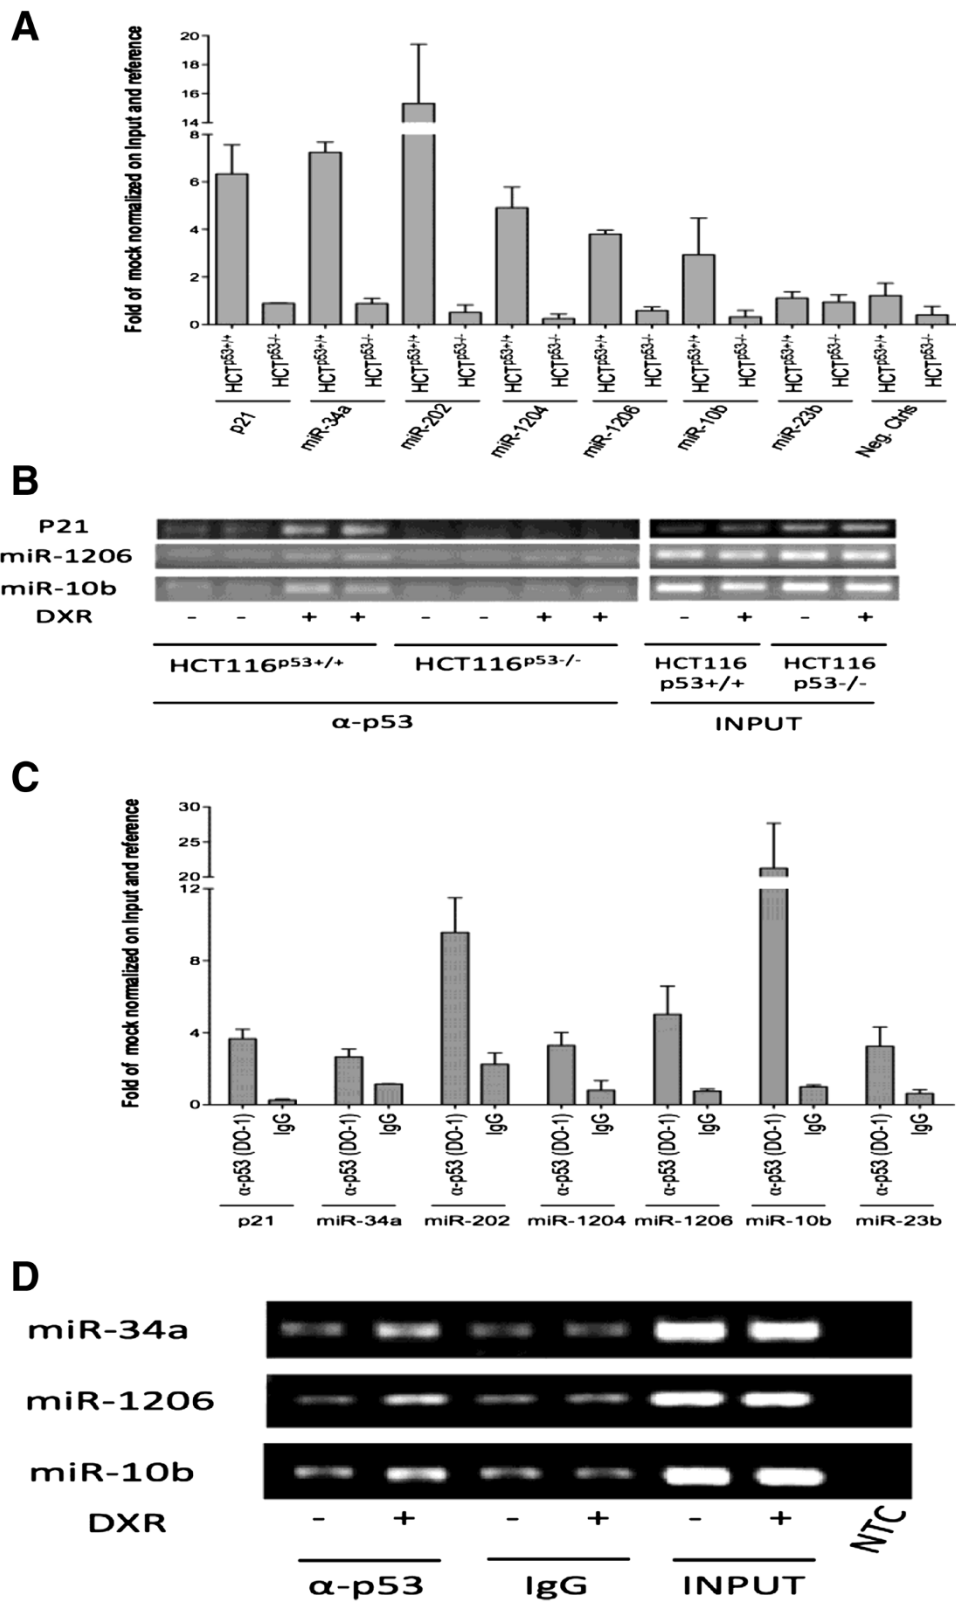 A
Fold of mock normalized on Input and reference
20
18
16
14
8
6
4
2
0
HCTp53+/+ HCTp53-/- HCTp53+/+ HCTp53-/- HCTp53+/+ HCTp53-/- HCTp53+/+ HCTp53-/- HCTp53+/+ HCTp53-/- HCTp53+/+ HCTp53-/- HCTp53+/+ HCTp53-/- HCTp53+/+ HCTp53-/-
p21 miR-34a miR-202 miR-1204 miR-1206 miR-10b miR-23b Neg. Ctrls
B
P21
miR-1206
miR-10b
DXR - - + + - - + + - + - +
HCT116p53+/+ HCT116p53-/- HCT116 HCT116
p53+/+ p53-/-
α-p53 INPUT
C
Fold of mock normalized on Input and reference
30
25
20
12
8
4
0
α-p53 (DO-1) IgG α-p53 (DO-1) IgG α-p53 (DO-1) IgG α-p53 (DO-1) IgG α-p53 (DO-1) IgG α-p53 (DO-1) IgG α-p53 (DO-1) IgG
p21 miR-34a miR-202 miR-1204 miR-1206 miR-10b miR-23b
D
miR-34a
miR-1206
miR-10b
DXR - + - + - + NTC
α-p53 IgG INPUT